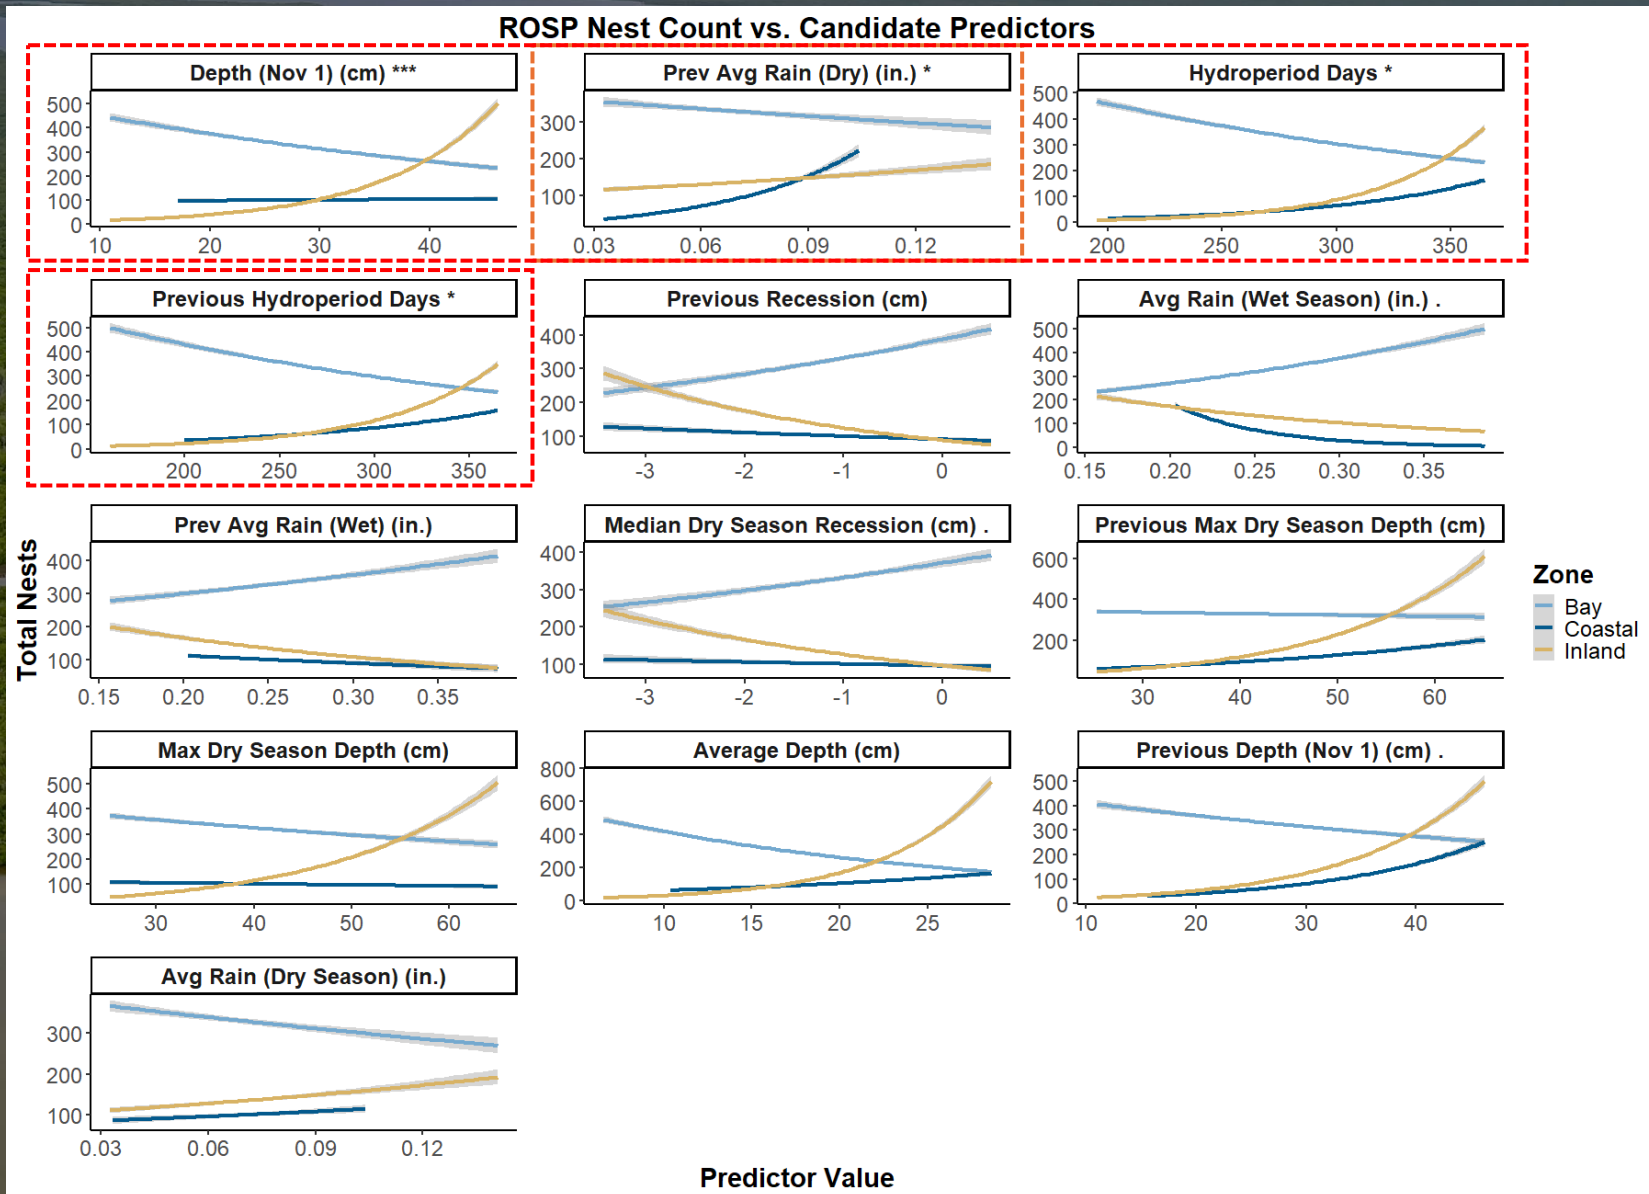 ROSP Nest Count vs. Candidate Predictors
Depth (Nov 1) (cm) ***
500
400
300
200
100
0
10 20 30 40
Prev Avg Rain (Dry) (in.) *
300
200
100
0.03 0.06 0.09 0.12
Hydroperiod Days *
500
400
300
200
100
0
200 250 300 350
Previous Hydroperiod Days *
500
400
300
200
100
0
200 250 300 350
Previous Recession (cm)
400
300
200
100
-3 -2 -1 0
Avg Rain (Wet Season) (in.) .
500
400
300
200
100
0
0.15 0.20 0.25 0.30 0.35
Prev Avg Rain (Wet) (in.)
400
300
200
100
0.15 0.20 0.25 0.30 0.35
Median Dry Season Recession (cm) .
400
300
200
100
-3 -2 -1 0
Previous Max Dry Season Depth (cm)
600
400
200
30 40 50 60
Max Dry Season Depth (cm)
500
400
300
200
100
30 40 50 60
Average Depth (cm)
800
600
400
200
0
10 15 20 25
Previous Depth (Nov 1) (cm) .
500
400
300
200
100
0
10 20 30 40
Avg Rain (Dry Season) (in.)
300
200
100
0.03 0.06 0.09 0.12
Total Nests
Predictor Value
Zone
Bay
Coastal
Inland